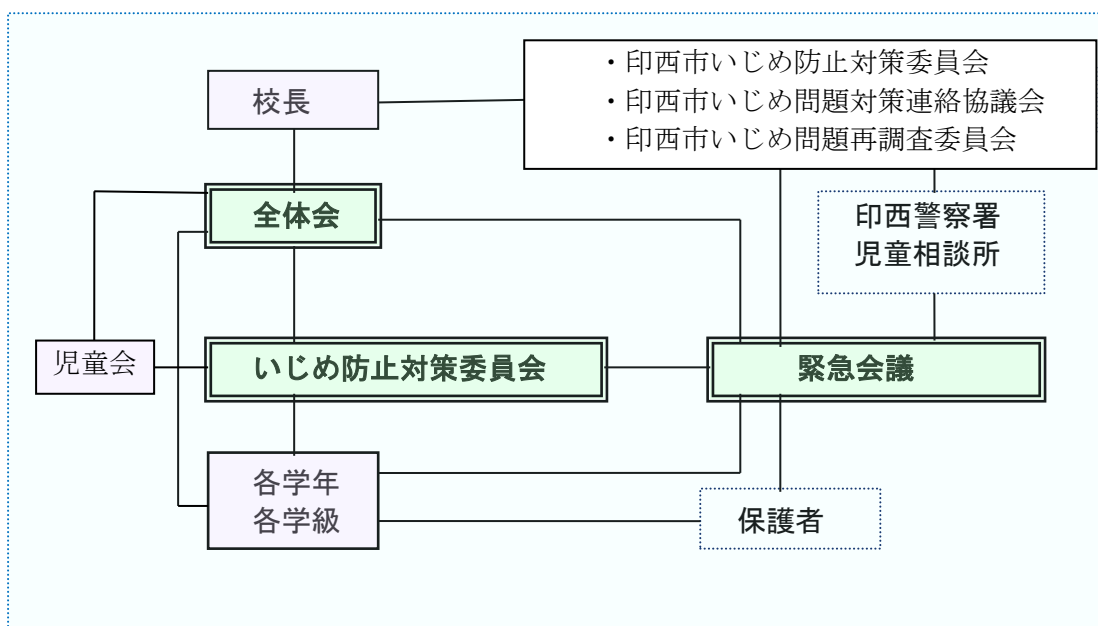 ・印西市いじめ防止対策委員会
校長
・印西市いじめ問題対策連絡協議会
・印西市いじめ問題再調査委員会
全体会
印西警察署
児童相談所
児童会
いじめ防止対策委員会
緊急会議
各学年
各学級
保護者